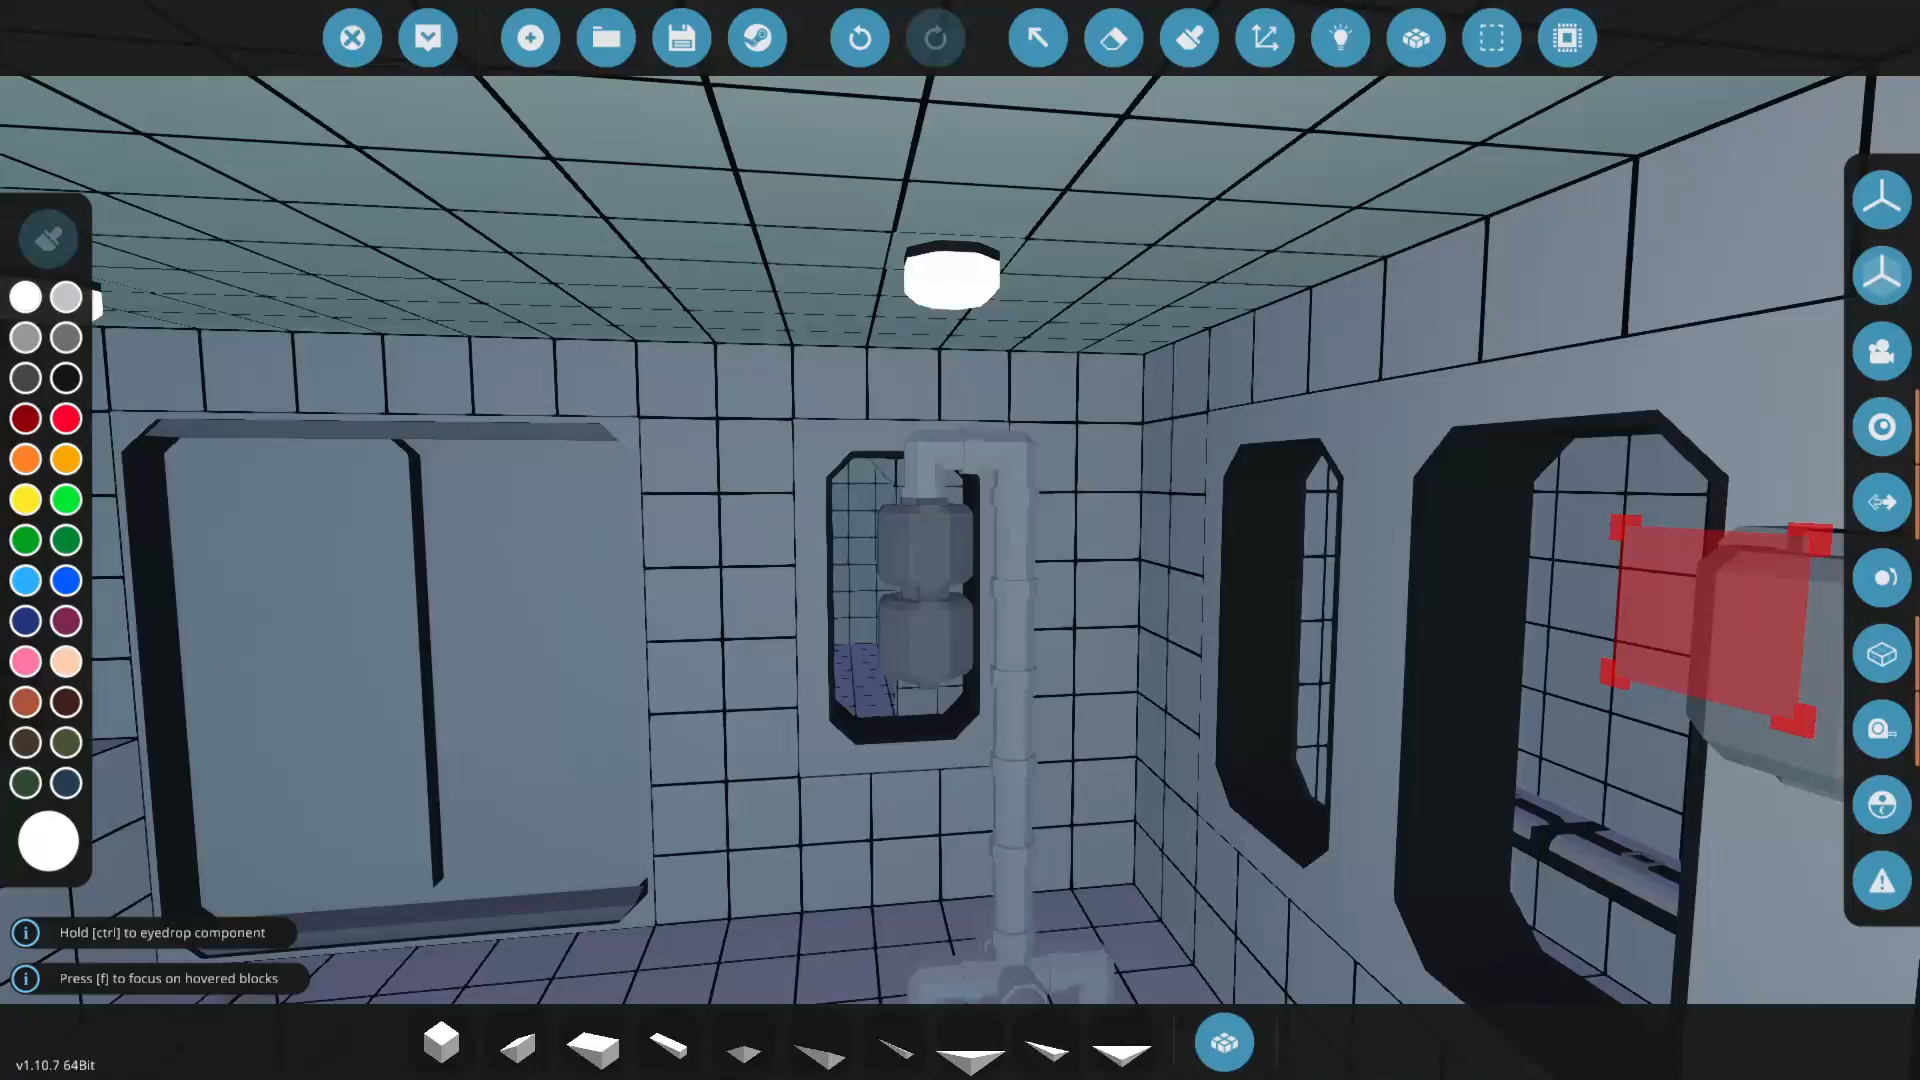 Hold [ctrl] to eyedrop component
Press [f] to focus on hovered blocks
v1.10.7 64Bit